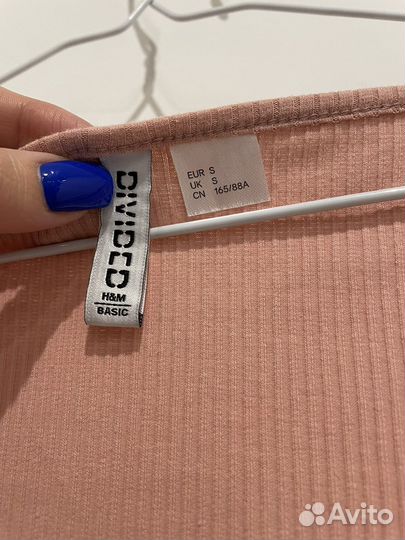 DIVIDED
H&M
BASIC
EUR S
UK S
CN 165/88A
Avito